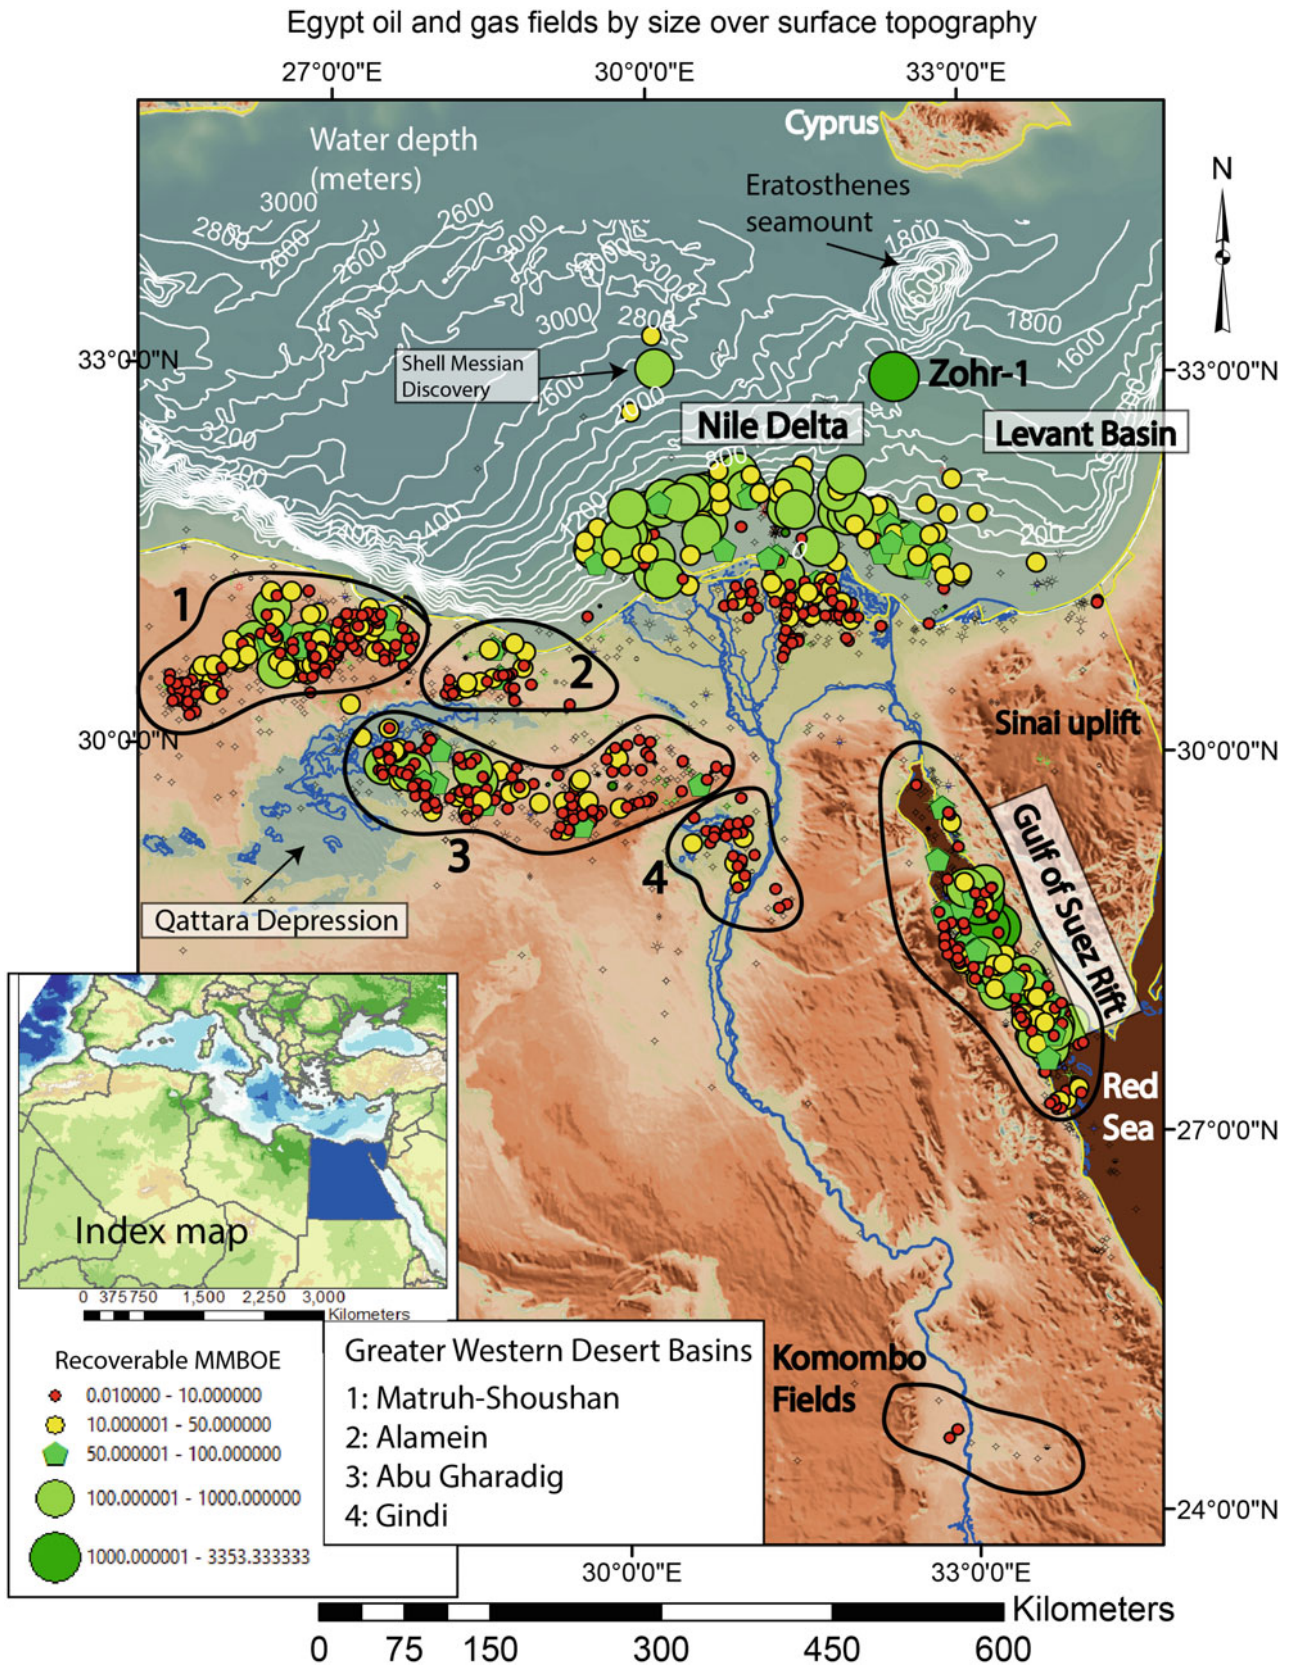 Egypt oil and gas fields by size over surface topography
27°0'0"E
30°0'0"E
33°0'0"E
Water depth
(meters)
Cyprus
N
Eratosthenes
seamount
3000
2800
2600
2600
2600
3000
3000
3000
1800
3000
2800
1800
1600
33°0'0"N
33°0'0"N
Shell Messian
Discovery
Zohr-1
2000
Nile Delta
Levant Basin
3200
800
1200
2400
200
0
1
2
Sinai uplift
30°0'0"N
30°0'0"N
3
4
Gulf of Suez Rift
Qattara Depression
Red
Sea
27°0'0"N
Index map
0 375 750 1,500 2,250 3,000
Kilometers
Recoverable MMBOE
0.010000 - 10.000000
10.000001 - 50.000000
50.000001 - 100.000000
100.000001 - 1000.000000
1000.000001 - 3353.333333
Greater Western Desert Basins
1: Matruh-Shoushan
2: Alamein
3: Abu Gharadig
4: Gindi
Komombo
Fields
24°0'0"N
30°0'0"E
33°0'0"E
Kilometers
0 75 150 300 450 600